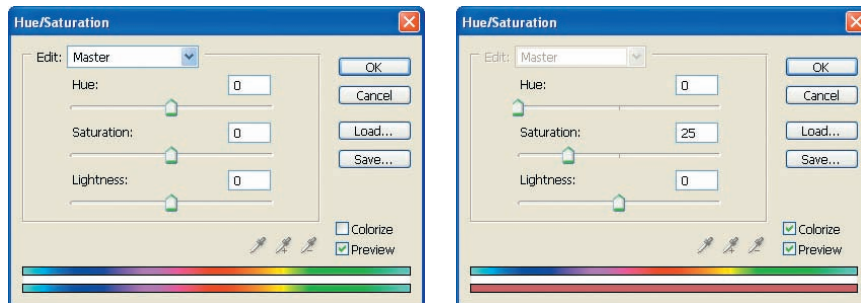 Hue/Saturation
Edit: Master
Hue: 0
Saturation: 0
Lightness: 0
OK
Cancel
Load...
Save...
Colorize
Preview
Hue/Saturation
Edit: Master
Hue: 0
Saturation: 25
Lightness: 0
OK
Cancel
Load...
Save...
Colorize
Preview